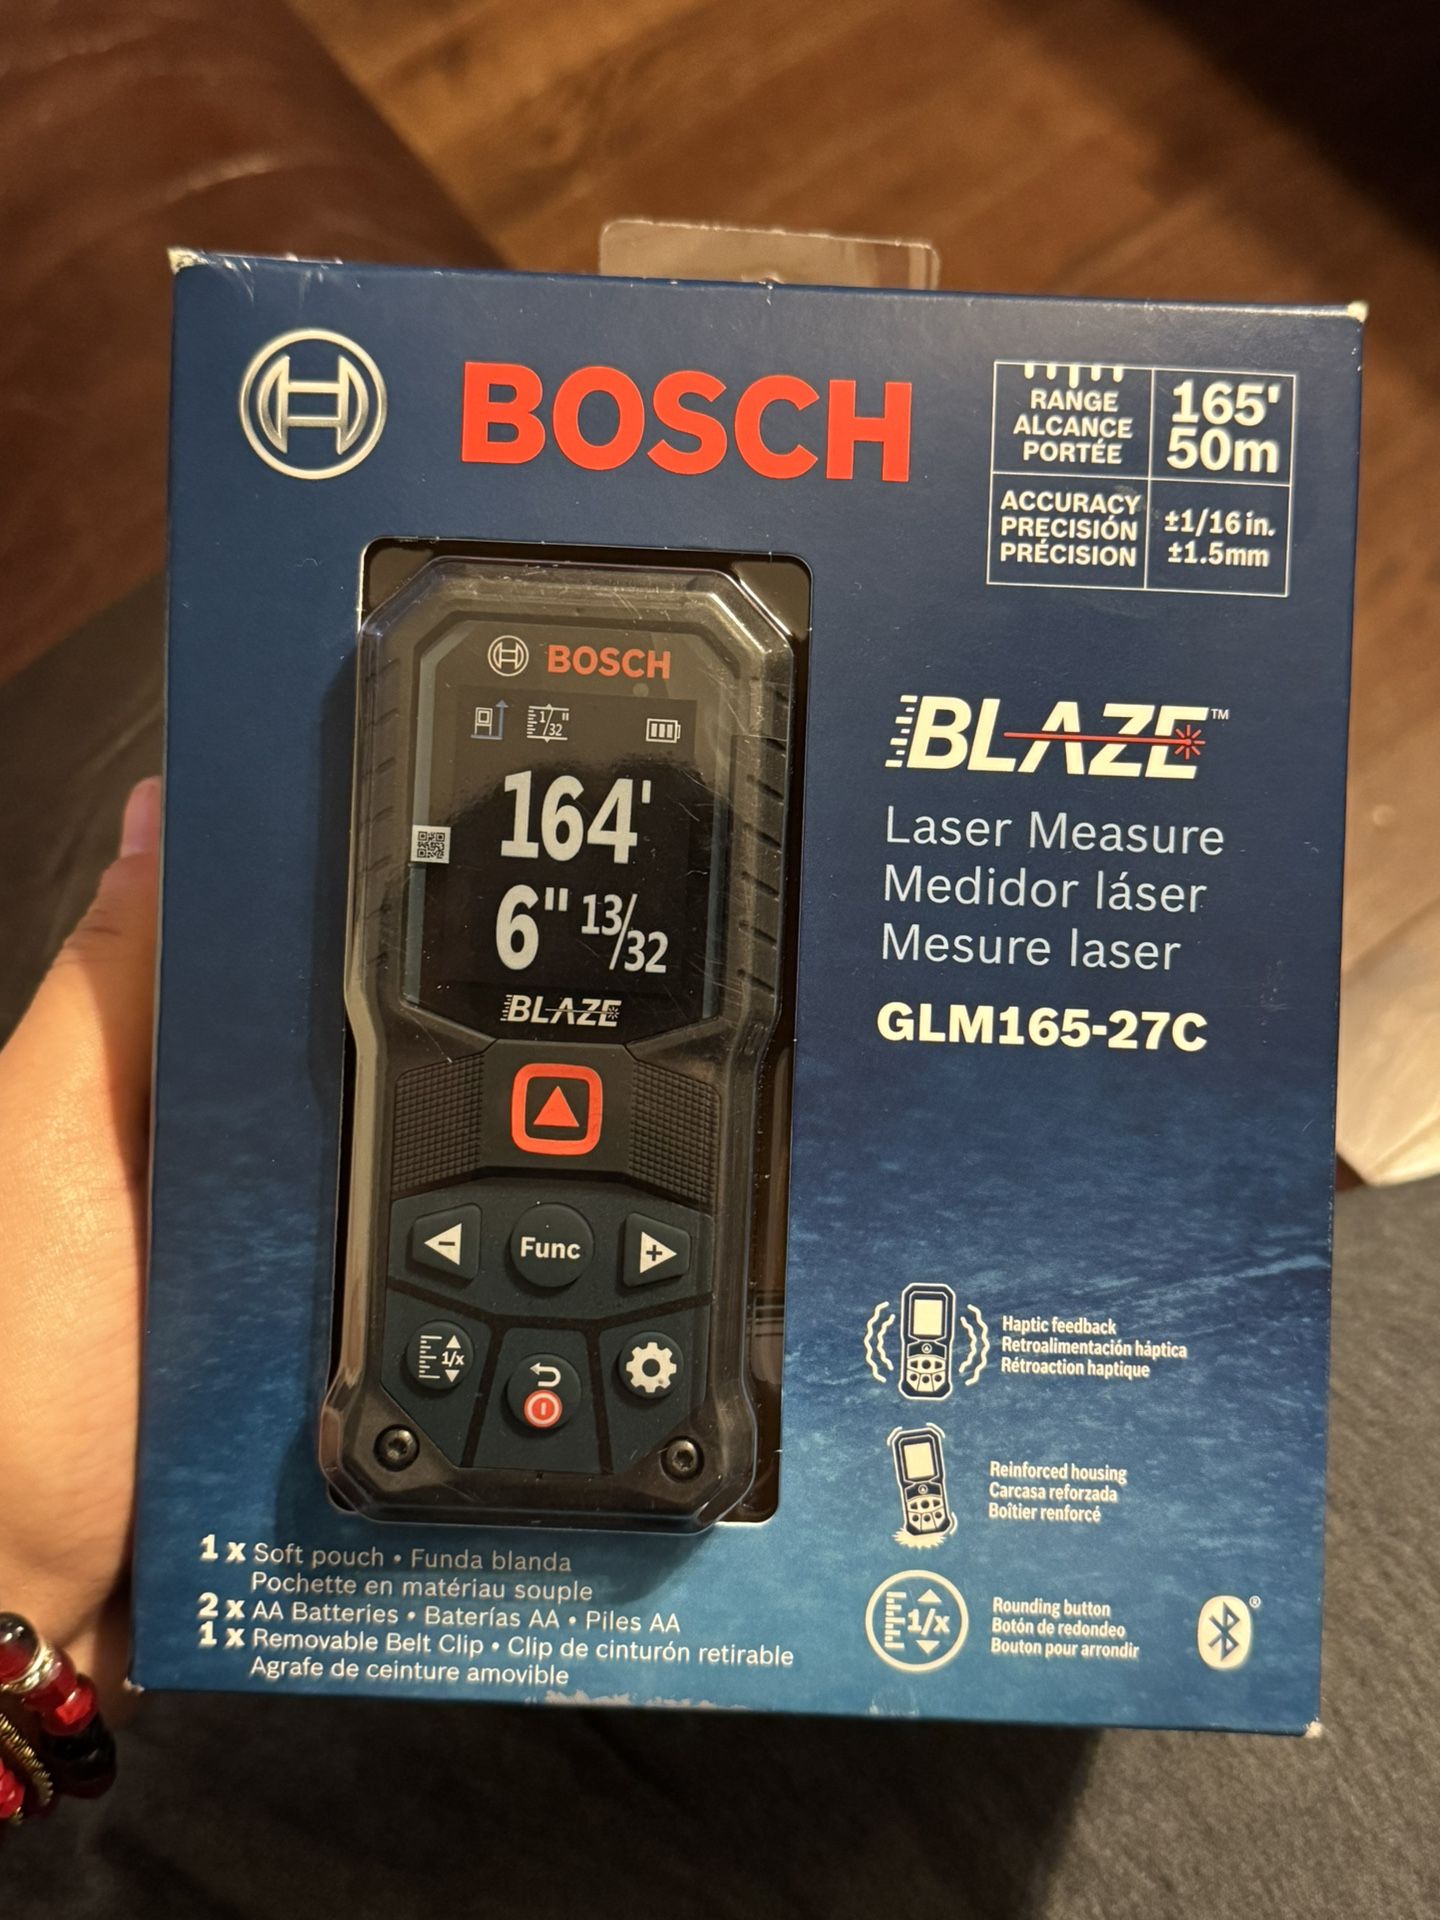 BOSCH
RANGE
ALCANCE
PORTÉE
165'
50m
ACCURACY
PRECISIÓN
PRÉCISION
±1/16 in.
±1.5mm
BOSCH
1/32"
164'
6" 13/32
BLAZE
Func
1/x
BLAZE™
Laser Measure
Medidor láser
Mesure laser
GLM165-27C
Haptic feedback
Retroalimentación háptica
Rétroaction haptique
Reinforced housing
Carcasa reforzada
Boîtier renforcé
1/x
Rounding button
Botón de redondeo
Bouton pour arrondir
®
1 x Soft pouch • Funda blanda
Pochette en matériau souple
2 x AA Batteries • Baterías AA • Piles AA
1 x Removable Belt Clip • Clip de cinturón retirable
Agrafe de ceinture amovible